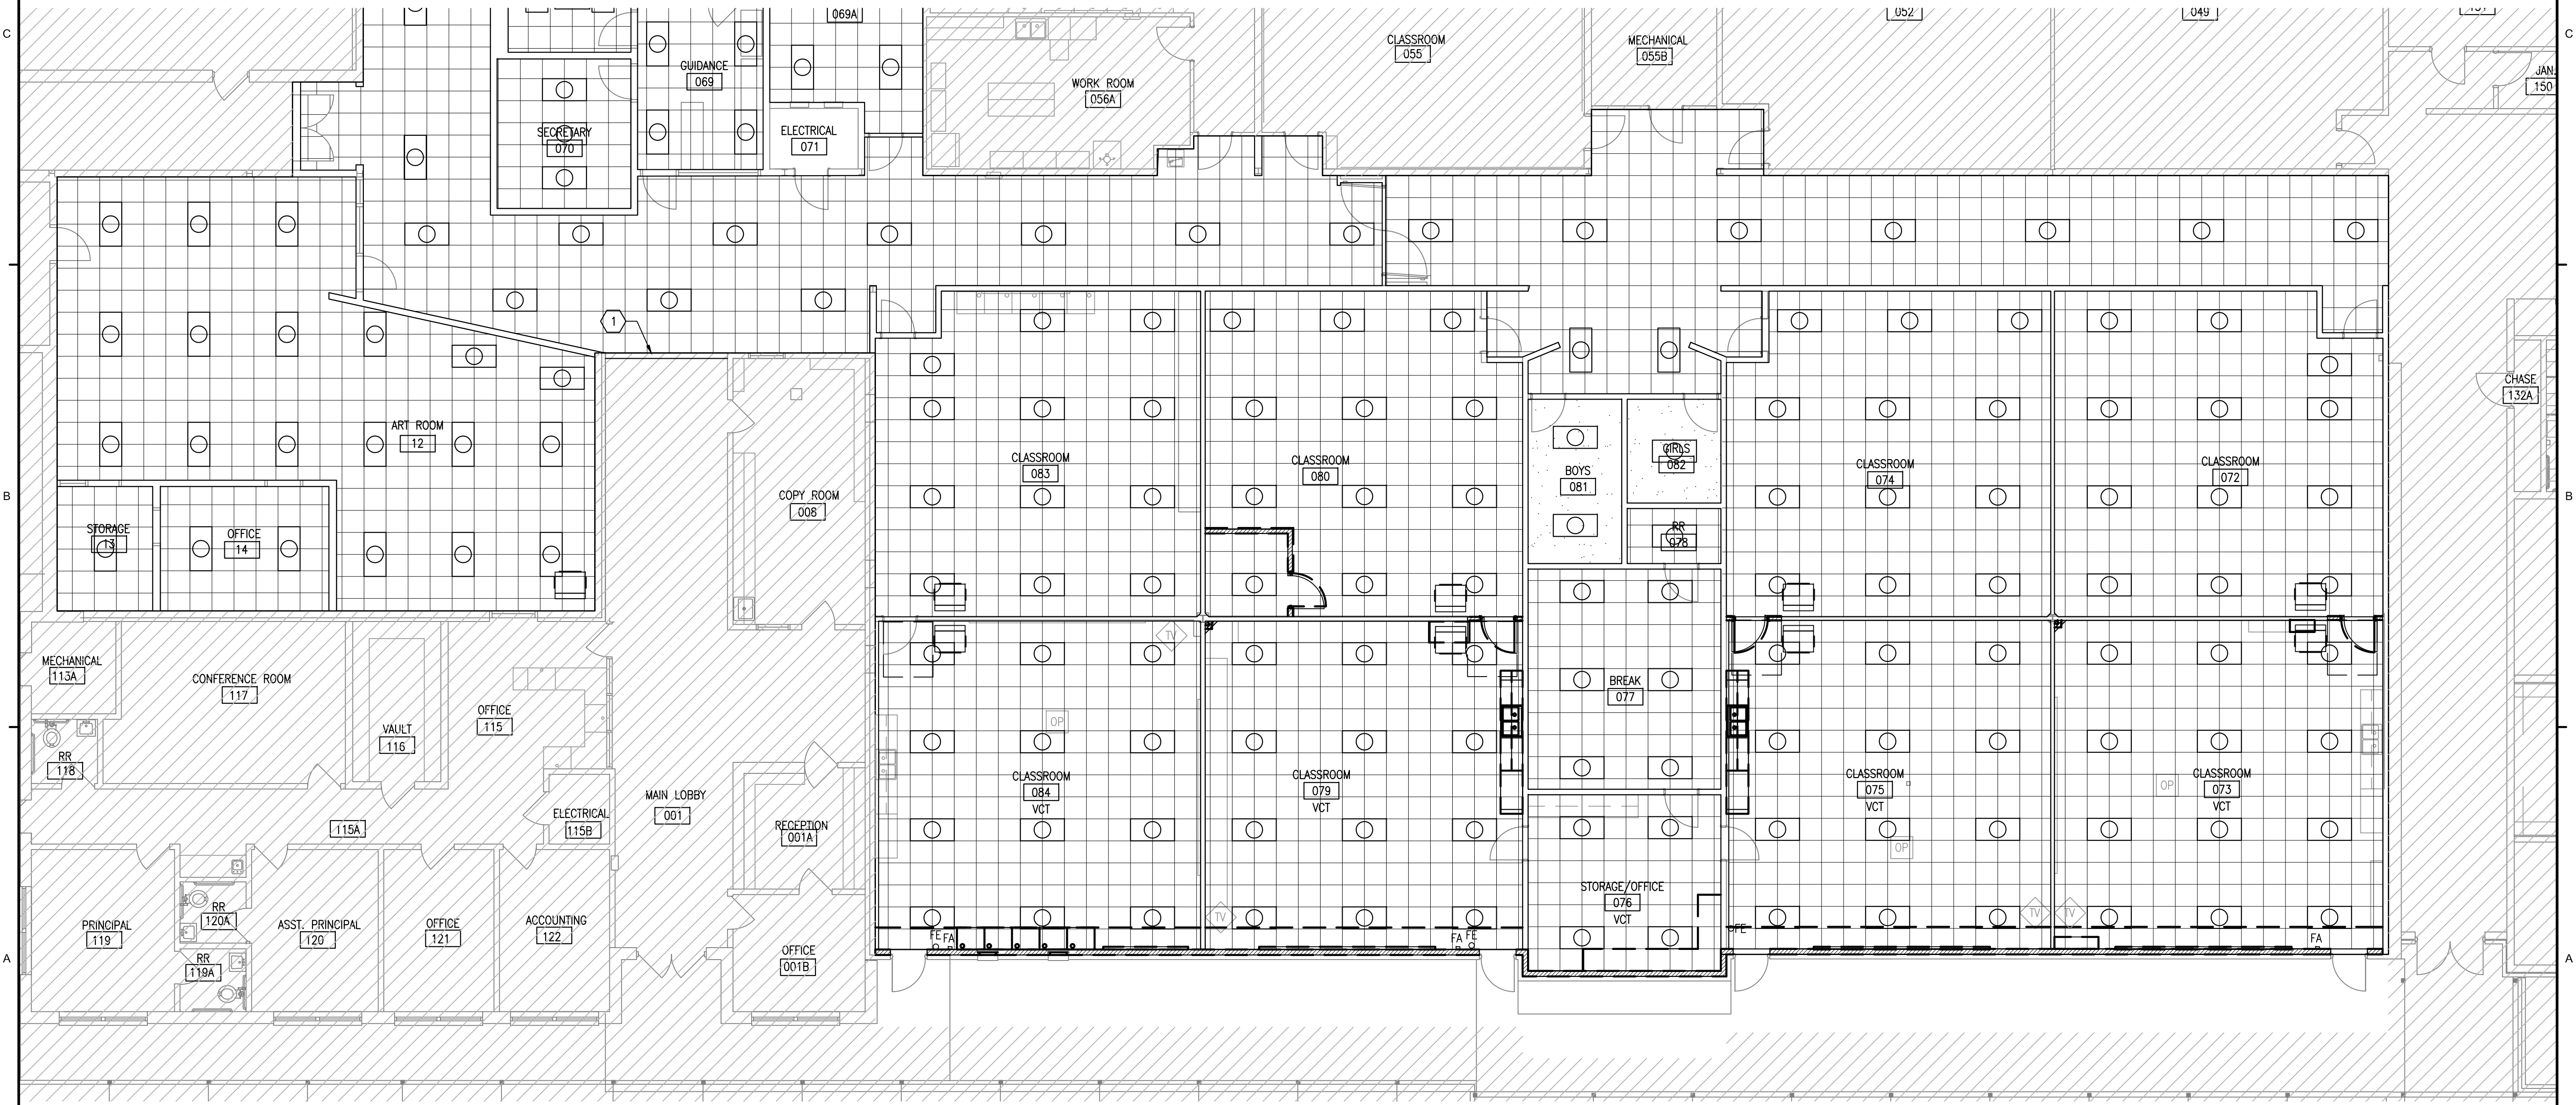 069A
052
049
C
C
GUIDANCE
069
CLASSROOM
055
MECHANICAL
055B
WORK ROOM
056A
JAN.
150
SECRETARY
070
ELECTRICAL
071
1
CHASE
132A
ART ROOM
12
CLASSROOM
083
CLASSROOM
080
GIRLS
082
BOYS
081
CLASSROOM
074
CLASSROOM
072
B
B
COPY ROOM
008
STORAGE
13
OFFICE
14
RR
078
MECHANICAL
113A
CONFERENCE ROOM
117
TV
BREAK
077
OFFICE
115
VAULT
116
OP
RR
118
CLASSROOM
084
VCT
CLASSROOM
079
VCT
CLASSROOM
075
VCT
OP
CLASSROOM
073
VCT
MAIN LOBBY
001
ELECTRICAL
115B
115A
RECEPTION
001A
OP
STORAGE/OFFICE
076
VCT
RR
120A
PRINCIPAL
119
ASST. PRINCIPAL
120
OFFICE
121
ACCOUNTING
122
TV
TV
TV
FE
FA
FA
FE
FE
FA
OFFICE
001B
RR
119A
A
A